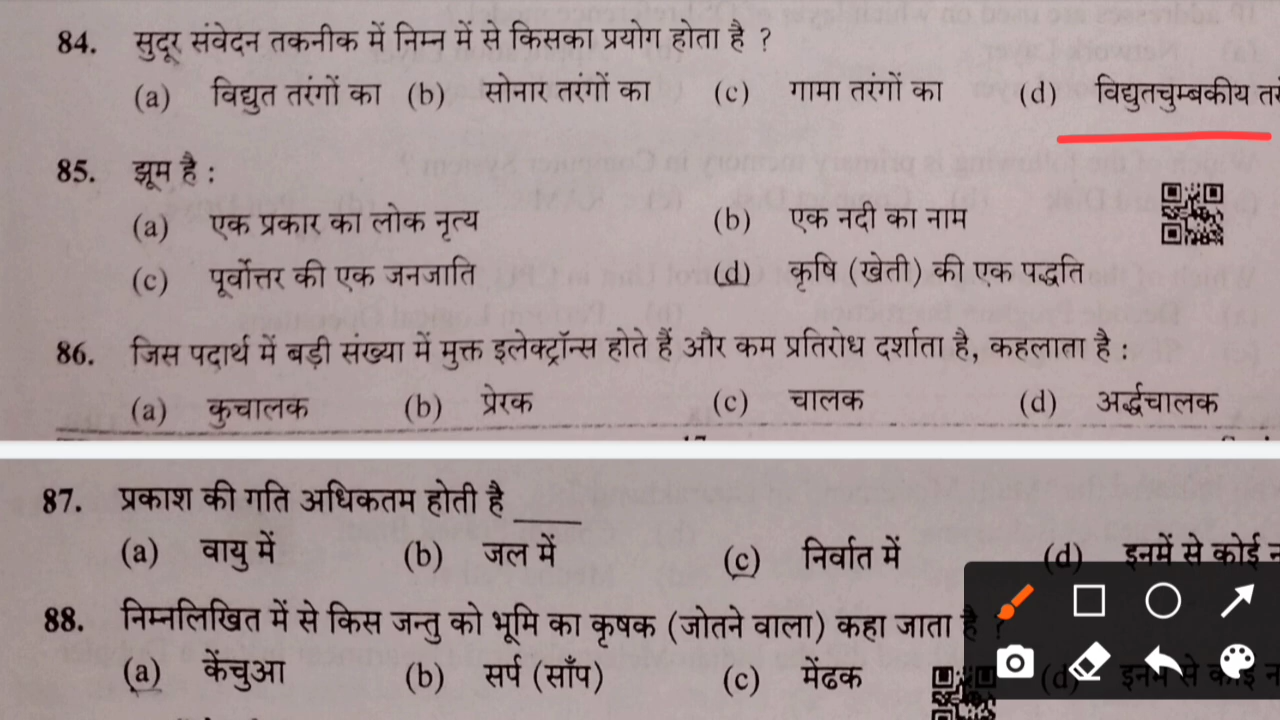 84. सुदूर संवेदन तकनीक में निम्न में से किसका प्रयोग होता है ?
(a) विद्युत तरंगों का (b) सोनार तरंगों का (c) गामा तरंगों का (d) विद्युतचुम्बकीय
85. झूम है :
(a) एक प्रकार का लोक नृत्य (b) एक नदी का नाम
(c) पूर्वोत्तर की एक जनजाति (d) कृषि (खेती) की एक पद्धति
86. जिस पदार्थ में बड़ी संख्या में मुक्त इलेक्ट्रॉन्स होते हैं और कम प्रतिरोध दर्शाता है, कहलाता है :
(a) कुचालक (b) प्रेरक (c) चालक (d) अर्द्धचालक
87. प्रकाश की गति अधिकतम होती है ____
(a) वायु में (b) जल में (c) निर्वात में (d) इनमें से कोई
88. निम्नलिखित में से किस जन्तु को भूमि का कृषक (जोतने वाला) कहा जाता है ?
(a) केंचुआ (b) सर्प (साँप) (c) मेंढक (d) इनमें से कोई